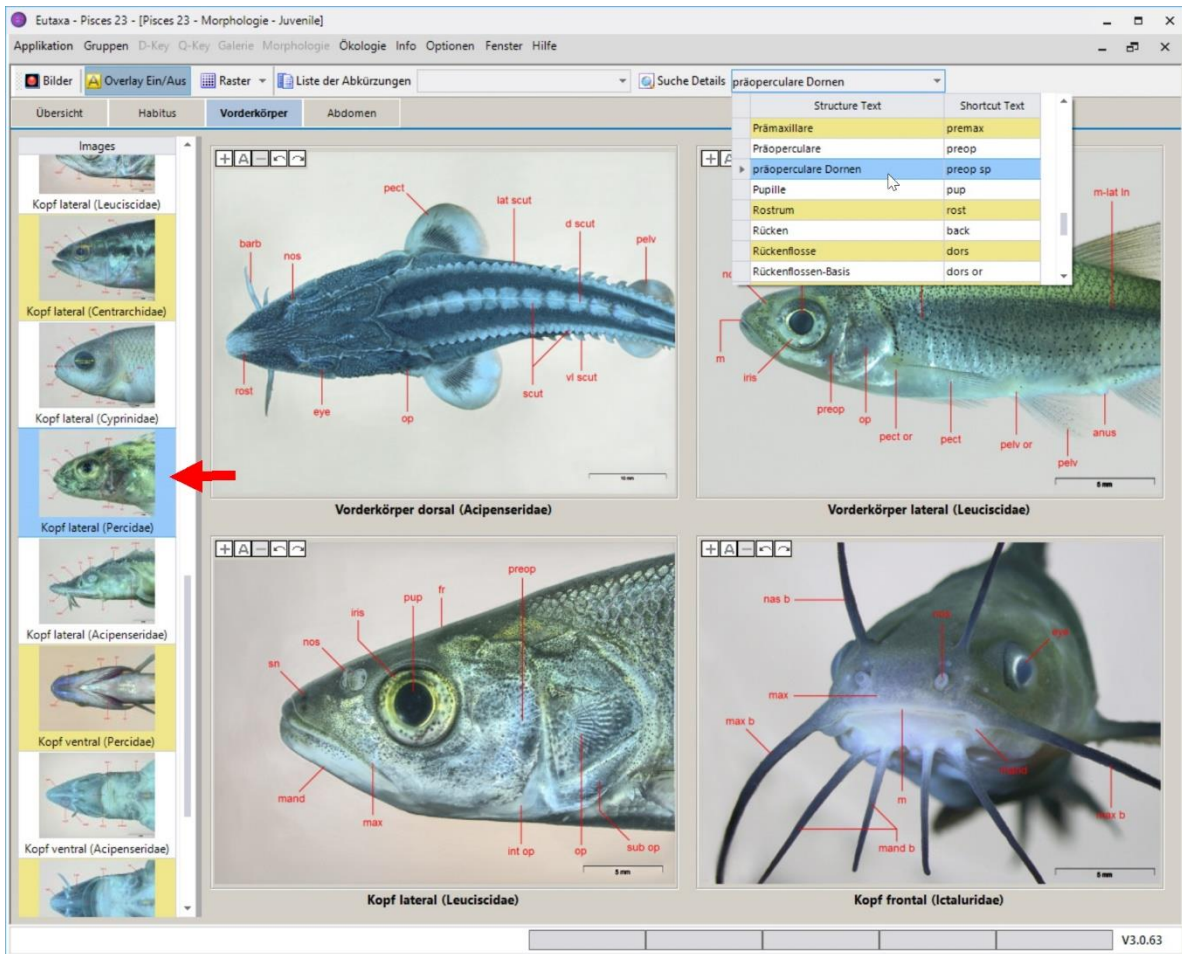 Eutaxa - Pisces 23 - [Pisces 23 - Morphologie - Juvenile]
Applikation Gruppen D-Key Q-Key Galerie Morphologie Ökologie Info Optionen Fenster Hilfe
Bilder Overlay Ein/Aus Raster Liste der Abkürzungen Suche Details präoperculare Dornen
Übersicht Habitus Vorderkörper Abdomen
Structure Text Shortcut Text
Prämaxillare premax
Präoperculare preop
präoperculare Dornen preop sp
Pupille pup
Rostrum rost
Rücken back
Rückenflosse dors
Rückenflossen-Basis dors or
Images
Kopf lateral (Leuciscidae)
Kopf lateral (Centrarchidae)
Kopf lateral (Cyprinidae)
Kopf lateral (Percidae)
Kopf lateral (Acipenseridae)
Kopf ventral (Percidae)
Kopf ventral (Acipenseridae)
A
pect
lat scut
d scut
pelv
barb
nos
rost
eye
op
scut
vl scut
10 mm
Vorderkörper dorsal (Acipenseridae)
m-lat ln
m
iris
preop
op
pect or
pect
pelv or
pelv
anus
5 mm
Vorderkörper lateral (Leuciscidae)
A
preop
fr
pup
iris
nos
sn
mand
max
int op
op
sub op
5 mm
Kopf lateral (Leuciscidae)
A
nas b
nos
eye
max
max b
mand
m
max b
mand b
5 mm
Kopf frontal (Ictaluridae)
V3.0.63